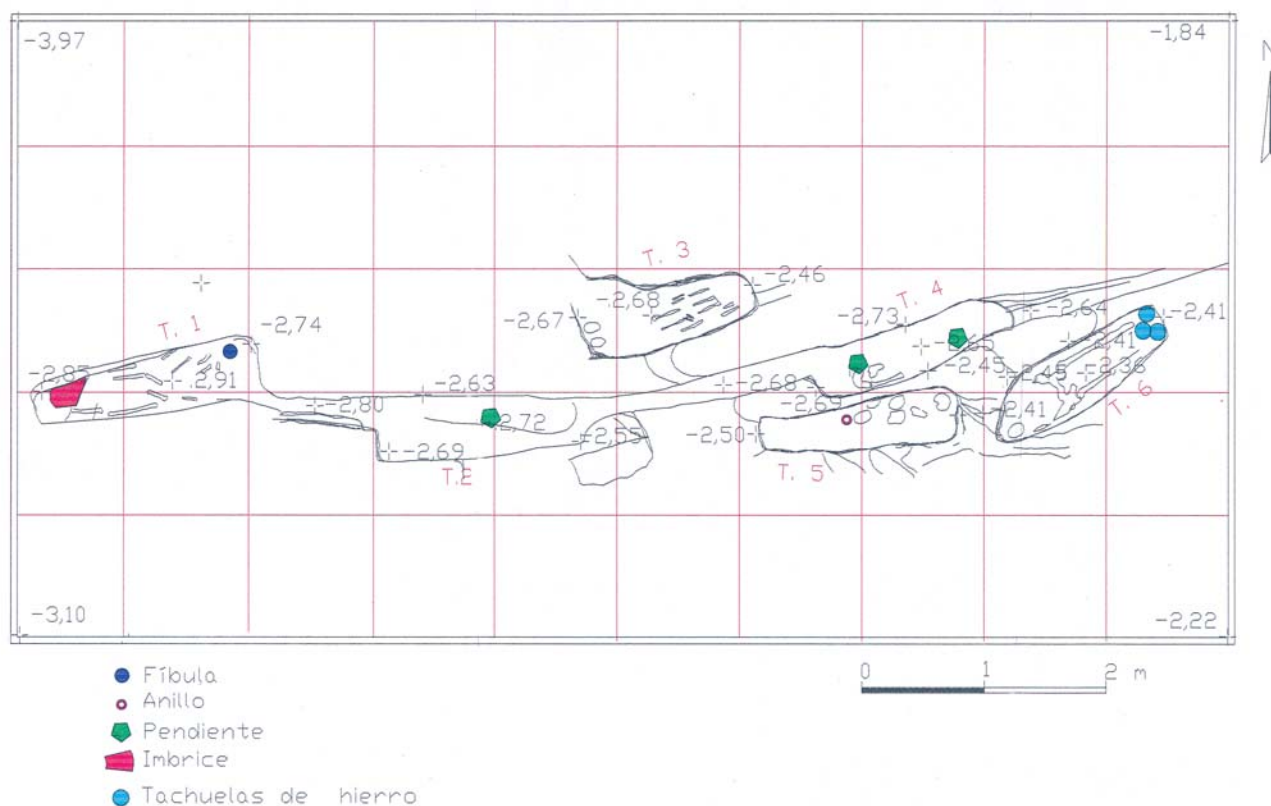 -3,97
-1,84
N
T. 3
-2,46
-2.68
T. 4
-2,67
-2,73
-2,64
-2,41
T. 1
-2,74
-2,41
-2.87
-2.91
-2,45
-2,45
-2,36
-2,63
-2,68
T. 6
-2,80
-2,69
-2,41
-2,72
-2,50
-2,55
-2,69
T. 5
-3,10
-2,22
Fíbula
Anillo
Pendiente
Imbrice
Tachuelas de hierro
0 1 2 m